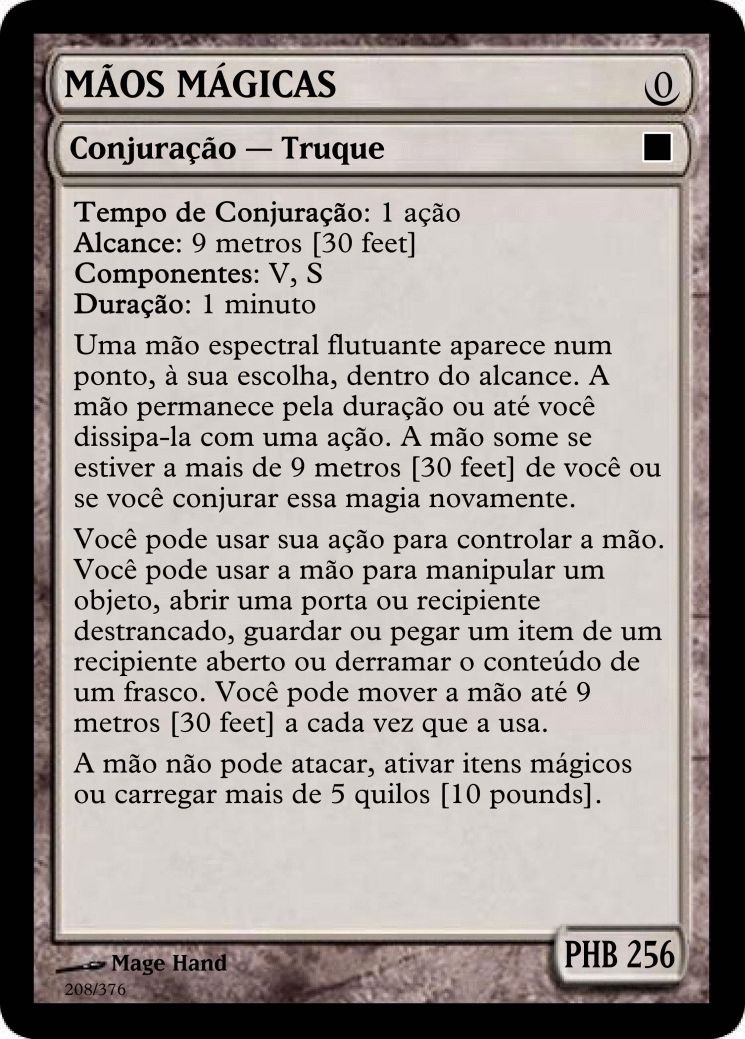 MÃOS MÁGICAS
0
Conjuração — Truque
Tempo de Conjuração: 1 ação
Alcance: 9 metros [30 feet]
Componentes: V, S
Duração: 1 minuto
Uma mão espectral flutuante aparece num
ponto, à sua escolha, dentro do alcance. A
mão permanece pela duração ou até você
dissipa-la com uma ação. A mão some se
estiver a mais de 9 metros [30 feet] de você ou
se você conjurar essa magia novamente.
Você pode usar sua ação para controlar a mão.
Você pode usar a mão para manipular um
objeto, abrir uma porta ou recipiente
destrancado, guardar ou pegar um item de um
recipiente aberto ou derramar o conteúdo de
um frasco. Você pode mover a mão até 9
metros [30 feet] a cada vez que a usa.
A mão não pode atacar, ativar itens mágicos
ou carregar mais de 5 quilos [10 pounds].
PHB 256
Mage Hand
208/376